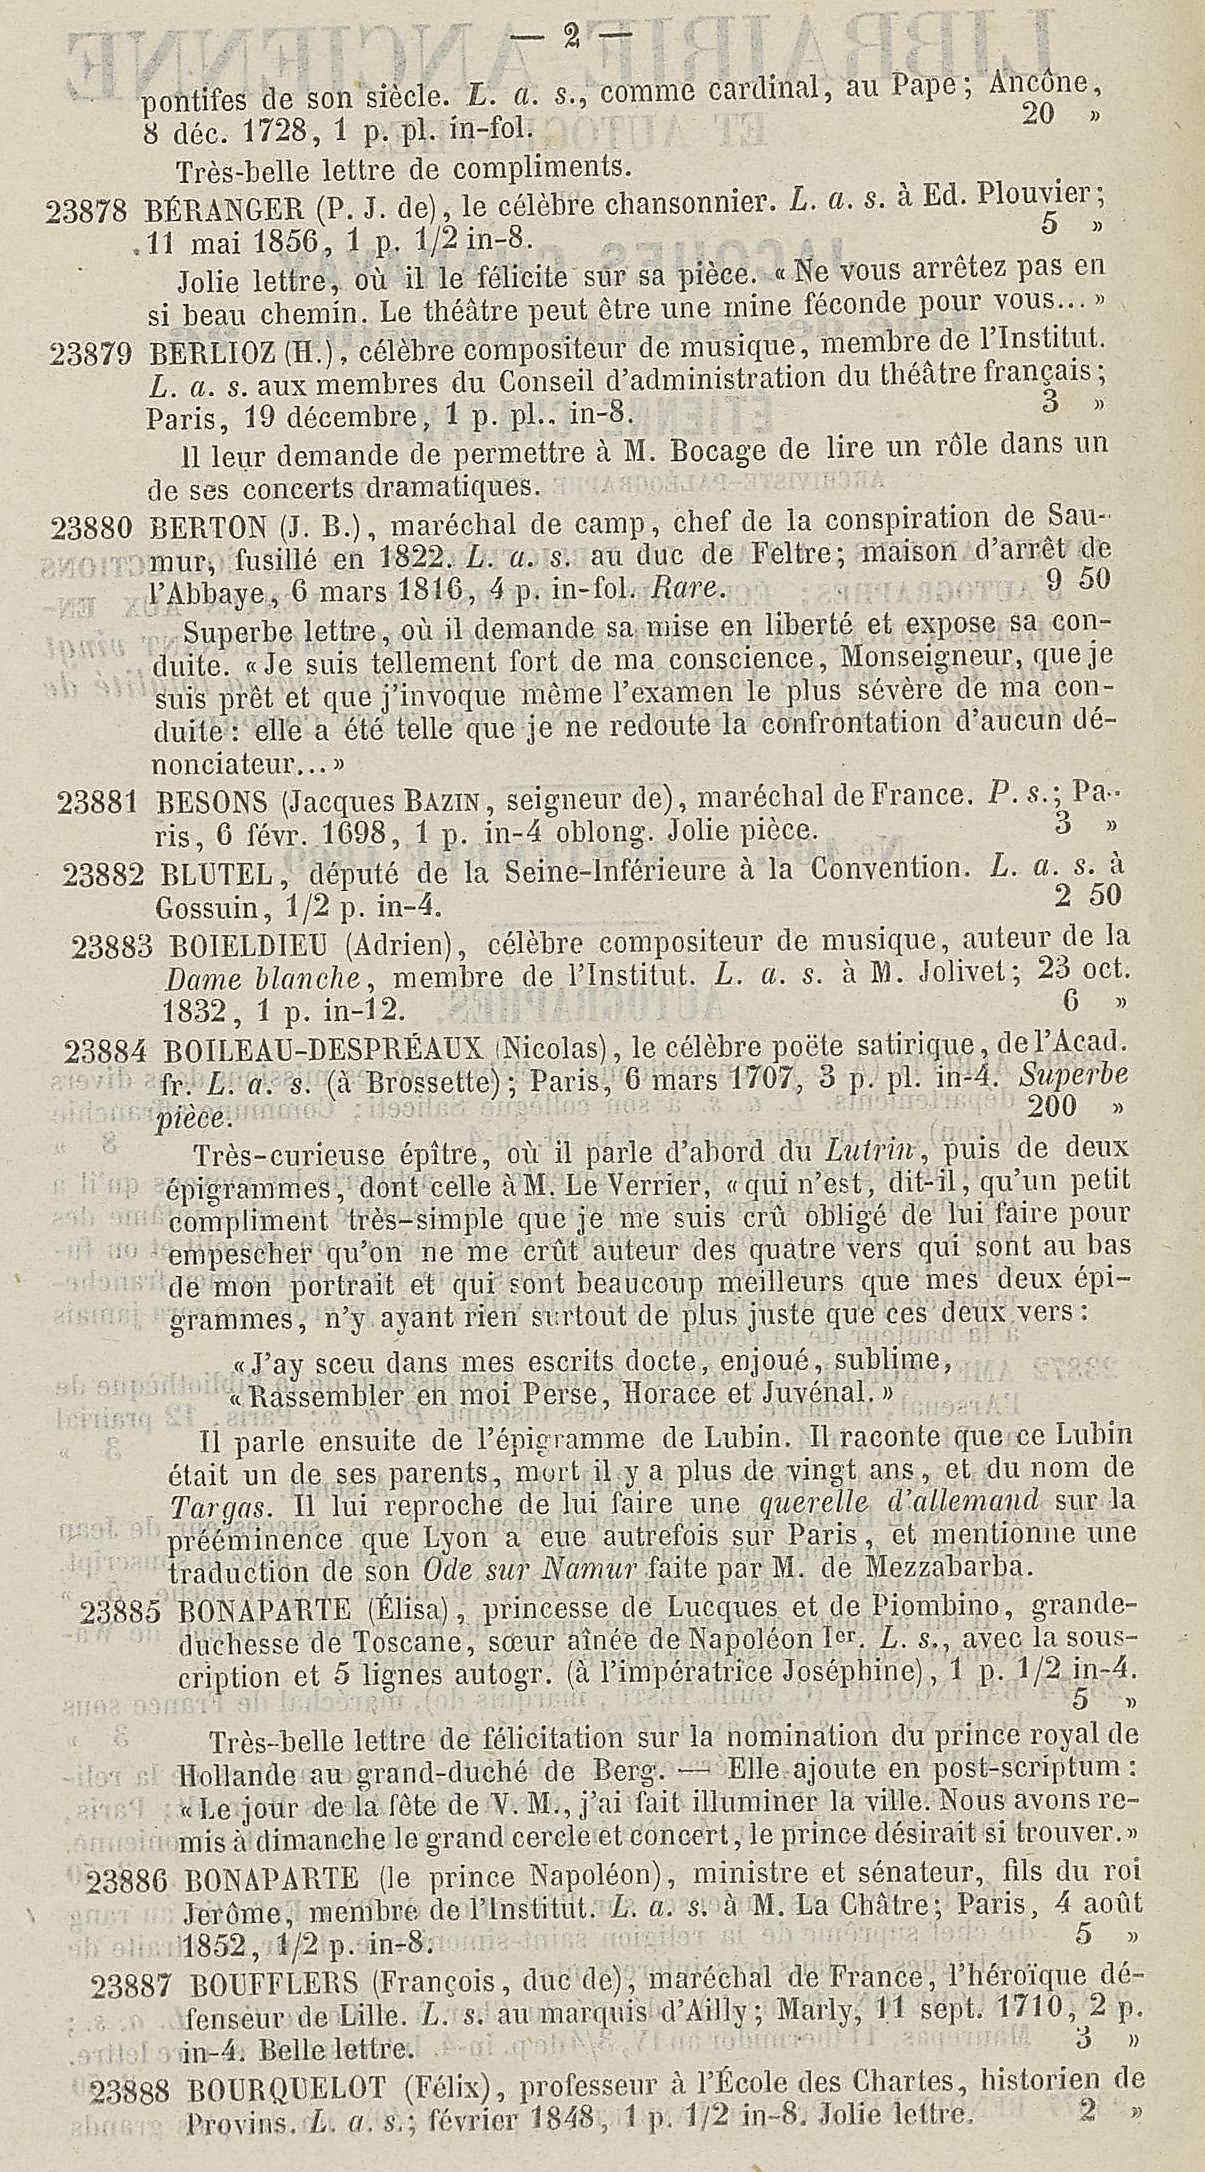 — 2 —
pontifes de son siècle. L. a. s., comme cardinal, au Pape; Ancône,
8 déc. 1728, 1 p. pl. in-fol. 20 »
Très-belle lettre de compliments.
23878 BÉRANGER (P. J. de), le célèbre chansonnier. L. a. s. à Ed. Plouvier;
11 mai 1856, 1 p. 1/2 in-8. 5 »
Jolie lettre, où il le félicite sur sa pièce. « Ne vous arrêtez pas en
si beau chemin. Le théâtre peut être une mine féconde pour vous... »
23879 BERLIOZ (H.), célèbre compositeur de musique, membre de l'Institut.
L. a. s. aux membres du Conseil d'administration du théâtre français;
Paris, 19 décembre, 1 p. pl.. in-8. 3 »
Il leur demande de permettre à M. Bocage de lire un rôle dans un
de ses concerts dramatiques.
23880 BERTON (J. B.), maréchal de camp, chef de la conspiration de Sau-
mur, fusillé en 1822. L. a. s. au duc de Feltre; maison d'arrêt de
l'Abbaye, 6 mars 1816, 4 p. in-fol. Rare. 9 50
Superbe lettre, où il demande sa mise en liberté et expose sa con-
duite. « Je suis tellement fort de ma conscience, Monseigneur, que je
suis prêt et que j'invoque même l'examen le plus sévère de ma con-
duite : elle a été telle que je ne redoute la confrontation d'aucun dé-
nonciateur... »
23881 BESONS (Jacques BAZIN, seigneur de), maréchal de France. P. s.; Pa-
ris, 6 févr. 1698, 1 p. in-4 oblong. Jolie pièce. 3 »
23882 BLUTEL, député de la Seine-Inférieure à la Convention. L. a. s. à
Gossuin, 1/2 p. in-4. 2 50
23883 BOIELDIEU (Adrien), célèbre compositeur de musique, auteur de la
Dame blanche, membre de l'Institut. L. a. s. à M. Jolivet; 23 oct.
1832, 1 p. in-12. 6 »
23884 BOILEAU-DESPRÉAUX (Nicolas), le célèbre poëte satirique, de l'Acad.
fr. L. a. s. (à Brossette); Paris, 6 mars 1707, 3 p. pl. in-4. Superbe
pièce. 200 »
Très-curieuse épître, où il parle d'abord du Lutrin, puis de deux
épigrammes, dont celle à M. Le Verrier, « qui n'est, dit-il, qu'un petit
compliment très-simple que je me suis crû obligé de lui faire pour
empescher qu'on ne me crût auteur des quatre vers qui sont au bas
de mon portrait et qui sont beaucoup meilleurs que mes deux épi-
grammes, n'y ayant rien surtout de plus juste que ces deux vers :
« J'ay sceu dans mes escrits docte, enjoué, sublime,
« Rassembler en moi Perse, Horace et Juvénal. »
Il parle ensuite de l'épigramme de Lubin. Il raconte que ce Lubin
était un de ses parents, mort il y a plus de vingt ans, et du nom de
Targas. Il lui reproche de lui faire une querelle d'allemand sur la
prééminence que Lyon a eue autrefois sur Paris, et mentionne une
traduction de son Ode sur Namur faite par M. de Mezzabarba.
23885 BONAPARTE (Élisa), princesse de Lucques et de Piombino, grande-
duchesse de Toscane, sœur aînée de Napoléon Ier. L. s., avec la sous-
cription et 5 lignes autogr. (à l'impératrice Joséphine), 1 p. 1/2 in-4.
5 »
Très-belle lettre de félicitation sur la nomination du prince royal de
Hollande au grand-duché de Berg. — Elle ajoute en post-scriptum :
« Le jour de la fête de V. M., j'ai fait illuminer la ville. Nous avons re-
mis à dimanche le grand cercle et concert, le prince désirait si trouver. »
23886 BONAPARTE (le prince Napoléon), ministre et sénateur, fils du roi
Jerôme, membre de l'Institut. L. a. s. à M. La Châtre; Paris, 4 août
1852, 1/2 p. in-8. 5 »
23887 BOUFFLERS (François, duc de), maréchal de France, l'héroïque dé-
fenseur de Lille. L. s. au marquis d'Ailly; Marly, 11 sept. 1710, 2 p.
in-4. Belle lettre. 3 »
23888 BOURQUELOT (Félix), professeur à l'École des Chartes, historien de
Provins. L. a. s.; février 1848, 1 p. 1/2 in-8. Jolie lettre. 2 »